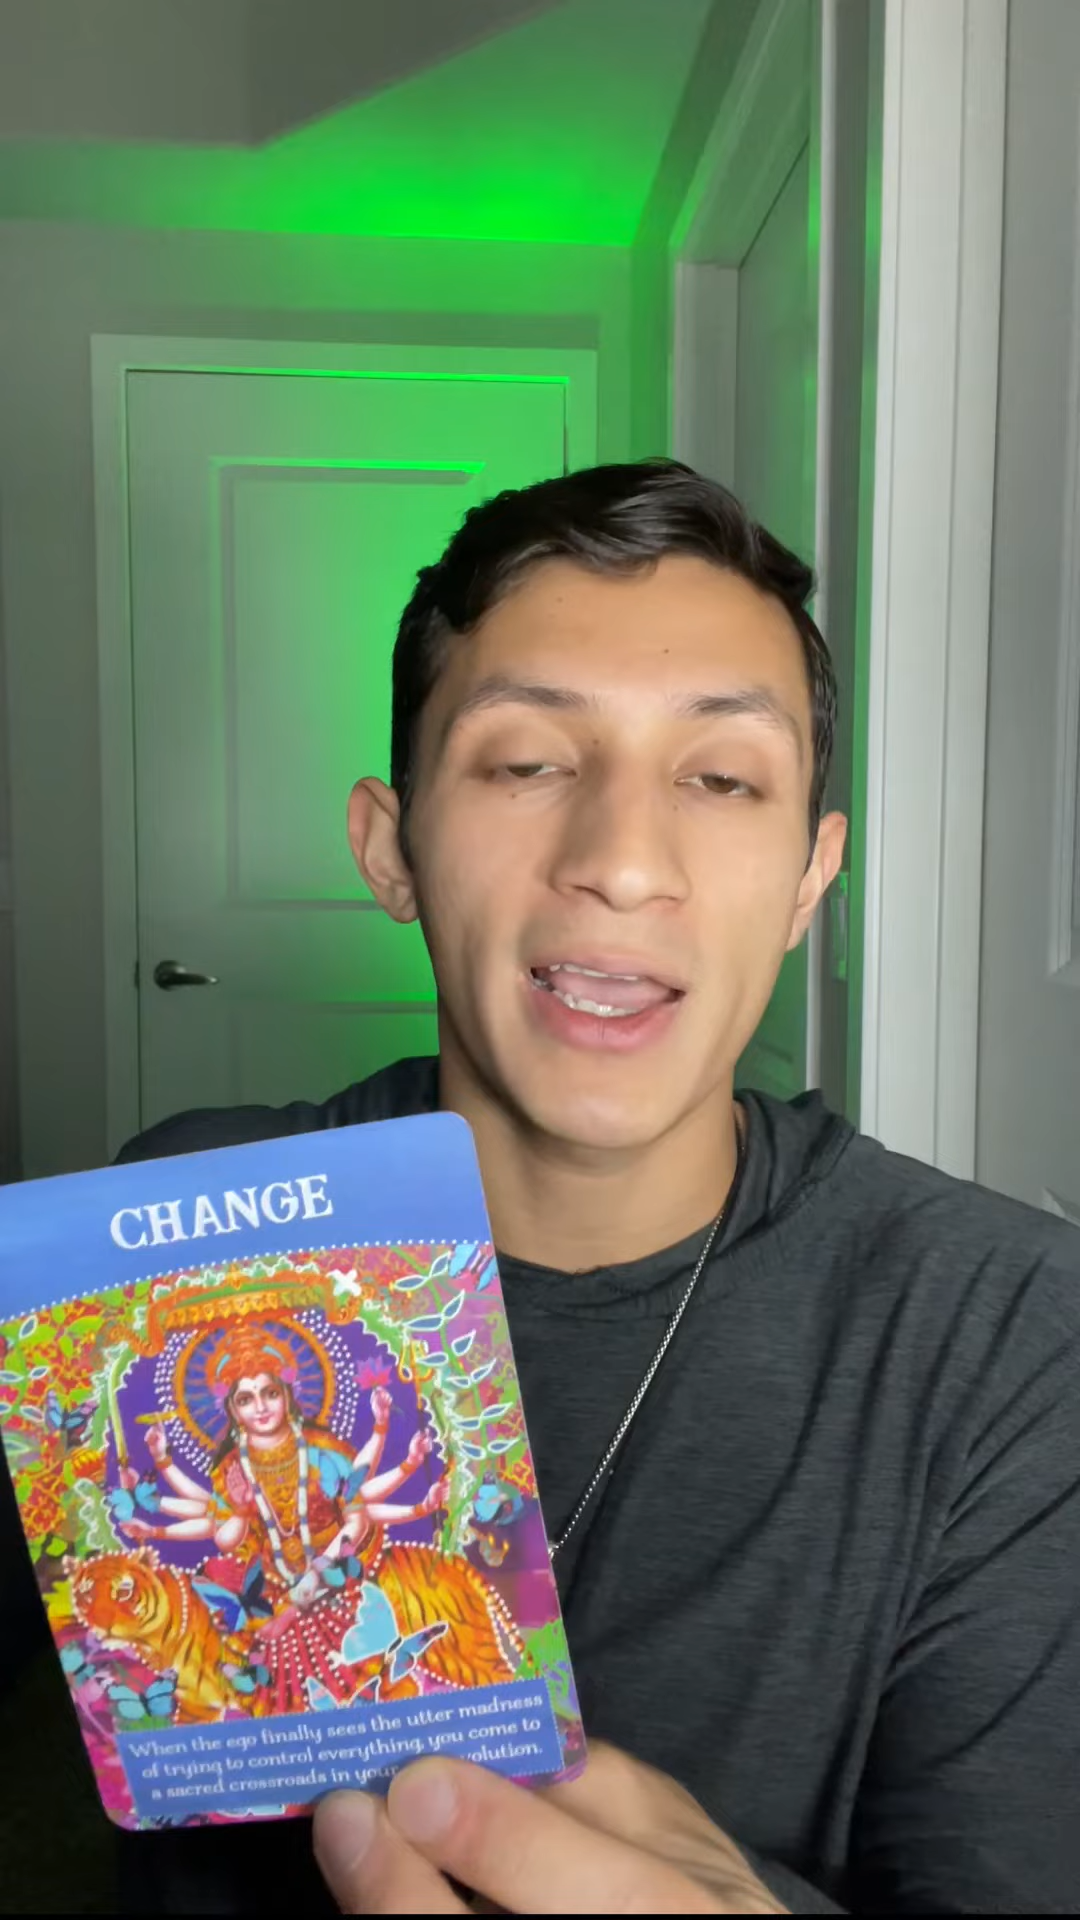 CHANGE
When the ego finally sees the utter madness
of trying to control everything, you come to
a sacred crossroads in your volution.